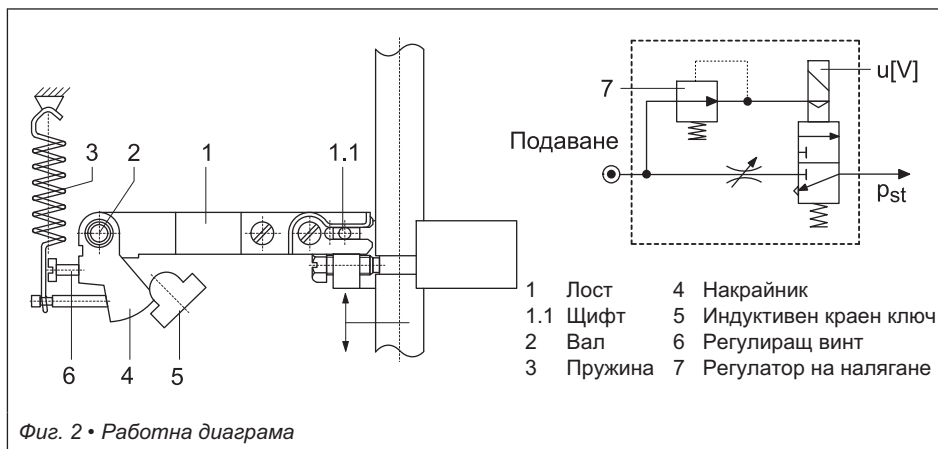 3
2
1
1.1
6
4
5
7
u[V]
Подаване
pst
1 Лост
1.1 Щифт
2 Вал
3 Пружина
4 Накрайник
5 Индуктивен краен ключ
6 Регулиращ винт
7 Регулатор на налягане
Фиг. 2 • Работна диаграма